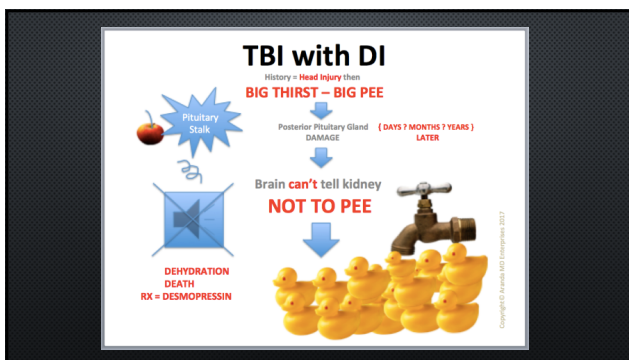 TBI with DI
History = Head Injury then
BIG THIRST – BIG PEE
Pituitary
Stalk
Posterior Pituitary Gland
DAMAGE
{ DAYS ? MONTHS ? YEARS }
LATER
Brain can't tell kidney
NOT TO PEE
DEHYDRATION
DEATH
RX = DESMOPRESSIN
Copyright© Aranda MD Enterprises 2017